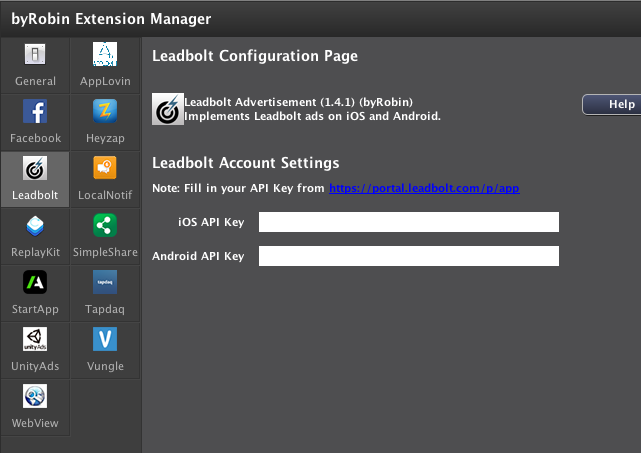 byRobin Extension Manager
General
AppLovin
Facebook
Heyzap
Leadbolt
LocalNotif
ReplayKit
SimpleShare
StartApp
Tapdaq
UnityAds
Vungle
WebView
Leadbolt Configuration Page
Leadbolt Advertisement (1.4.1) (byRobin)
Implements Leadbolt ads on iOS and Android.
Help
Leadbolt Account Settings
Note: Fill in your API Key from https://portal.leadbolt.com/p/app
iOS API Key
Android API Key